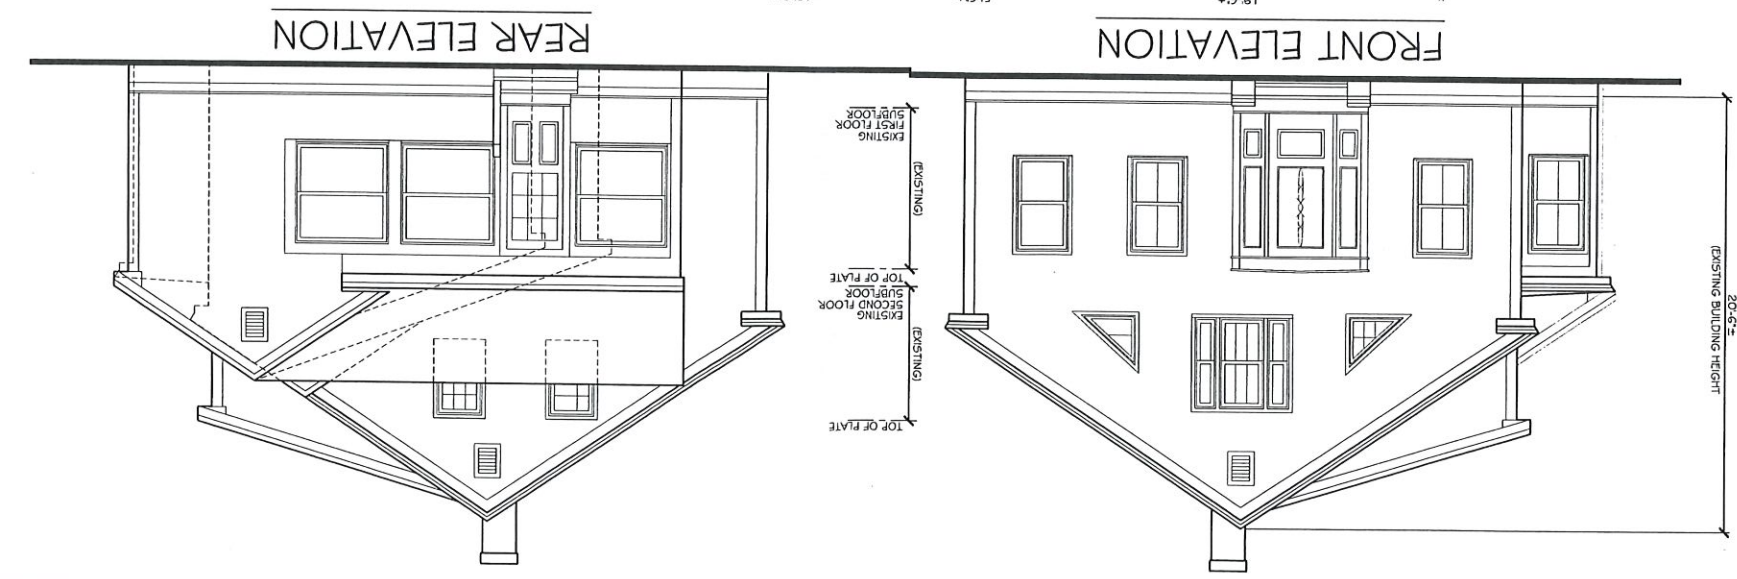 20'-6"±
(EXISTING BUILDING HEIGHT
TOP OF PLATE
(EXISTING)
EXISTING
SECOND FLOOR
SUBFLOOR
TOP OF PLATE
(EXISTING)
EXISTING
FIRST FLOOR
SUBFLOOR
FRONT ELEVATION
REAR ELEVATION